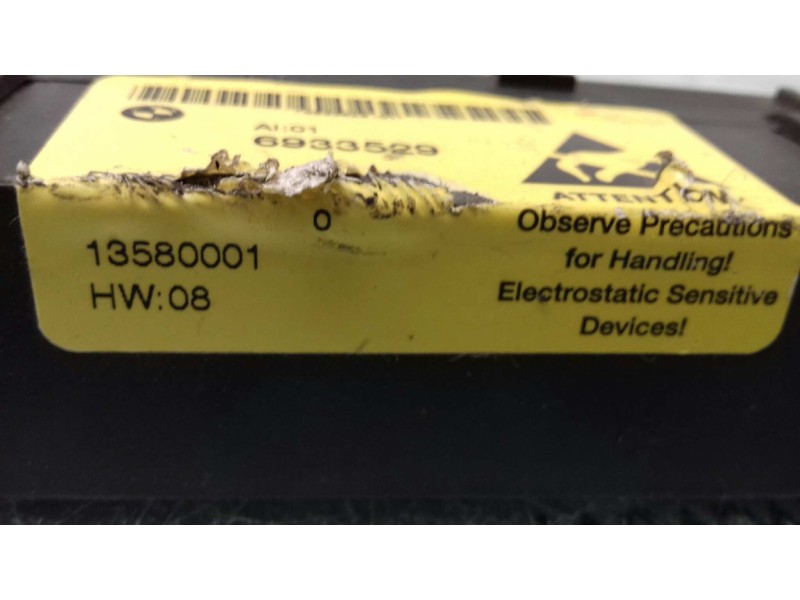 AI:01
6933529
ATTENTION
0
13580001
HW:08
Observe Precautions
for Handling!
Electrostatic Sensitive
Devices!